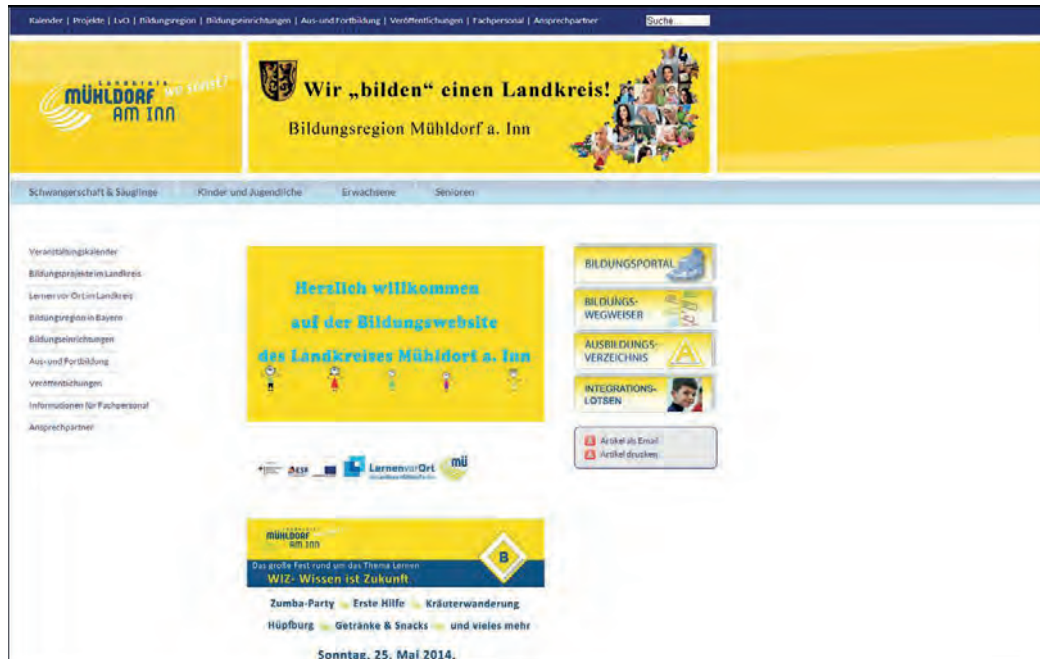 Kalender | Projekte | LvO | Bildungsregion | Bildungseinrichtungen | Aus- und Fortbildung | Veröffentlichungen | Fachpersonal | Ansprechpartner
Suche...
LANDKREIS
MÜHLDORF
AM INN
Wir „bilden“ einen Landkreis!
Bildungsregion Mühldorf a. Inn
Schwangerschaft & Säuglinge Kinder und Jugendliche Erwachsene Senioren
Veranstaltungskalender
Bildungsprojekte im Landkreis
Lernen vor Ort im Landkreis
Bildungsregion in Bayern
Bildungseinrichtungen
Aus- und Fortbildung
Veröffentlichungen
Informationen für Fachpersonal
Ansprechpartner
Herzlich willkommen
auf der Bildungswebsite
des Landkreises Mühldorf a. Inn
BILDUNGSPORTAL
BILDUNGS-
WEGWEISER
AUSBILDUNGS-
VERZEICHNIS
INTEGRATIONS-
LOTSEN
Artikel als Email
Artikel drucken
ESF
LernenvorOrt
mü
LANDKREIS
MÜHLDORF
AM INN
B
Das große Fest rund um das Thema Lernen
WIZ- Wissen ist Zukunft
Zumba-Party Erste Hilfe Kräuterwanderung
Hüpfburg Getränke & Snacks und vieles mehr
Sonntag, 25. Mai 2014,